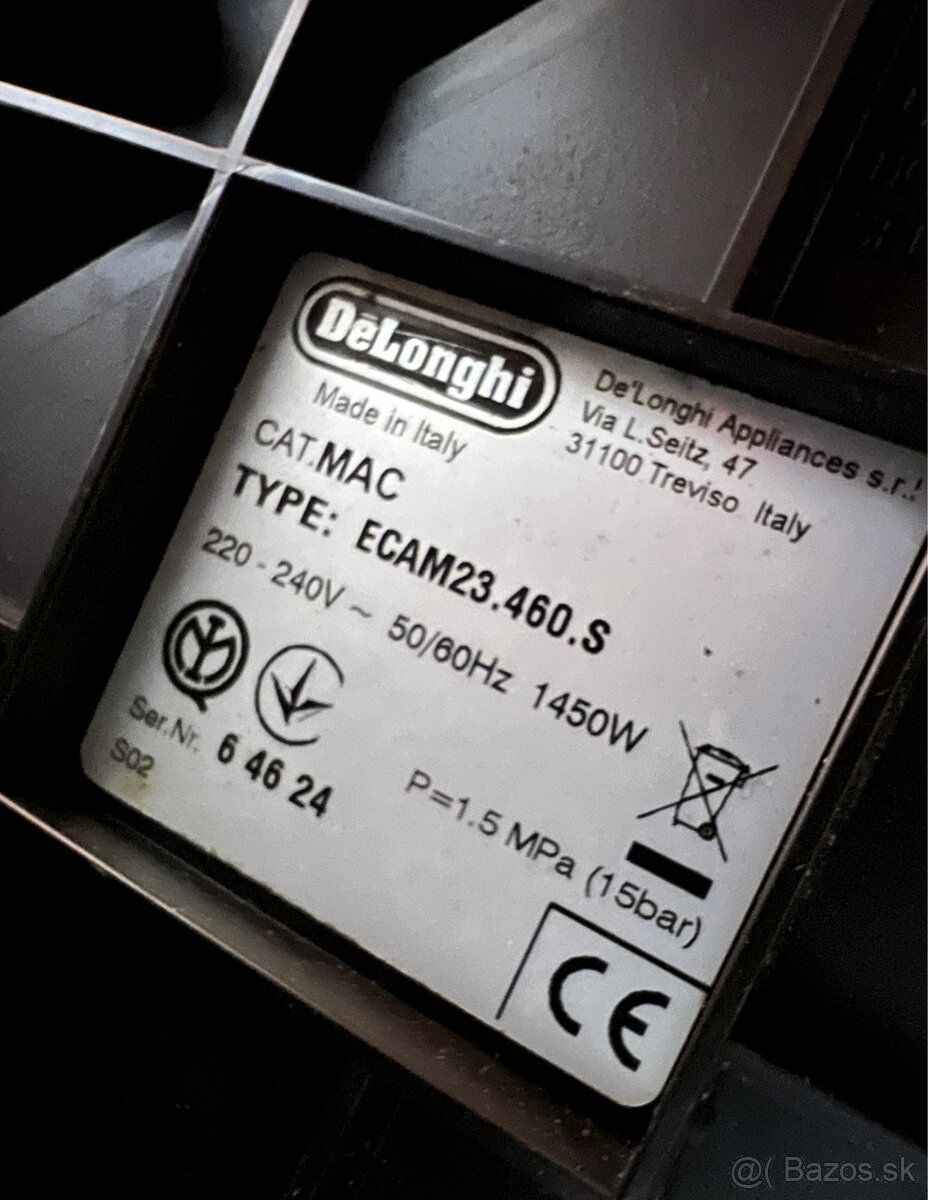 DeLonghi
Made in Italy
De'Longhi Appliances s.r.l
Via L.Seitz, 47
31100 Treviso Italy
CAT.MAC
TYPE: ECAM23.460.S
220 - 240V ~ 50/60Hz 1450W
Ser.Nr. 6 46 24
S02
P=1.5 MPa (15bar)
CE
@( Bazos.sk